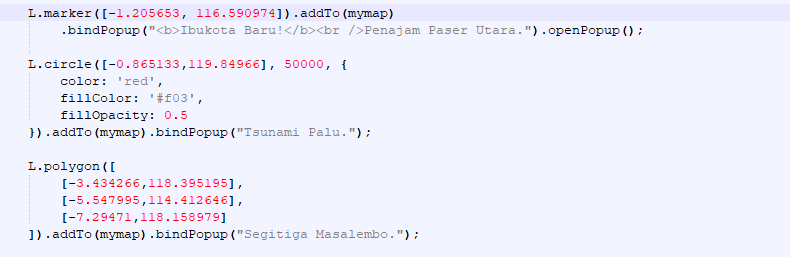 L.marker([-1.205653, 116.590974]).addTo(mymap)
.bindPopup("<b>Ibukota Baru!</b><br />Penajam Paser Utara.").openPopup();
L.circle([-0.865133,119.84966], 50000, {
color: 'red',
fillColor: '#f03',
fillOpacity: 0.5
}).addTo(mymap).bindPopup("Tsunami Palu.");
L.polygon([
[-3.434266,118.395195],
[-5.547995,114.412646],
[-7.29471,118.158979]
]).addTo(mymap).bindPopup("Segitiga Masalembo.");